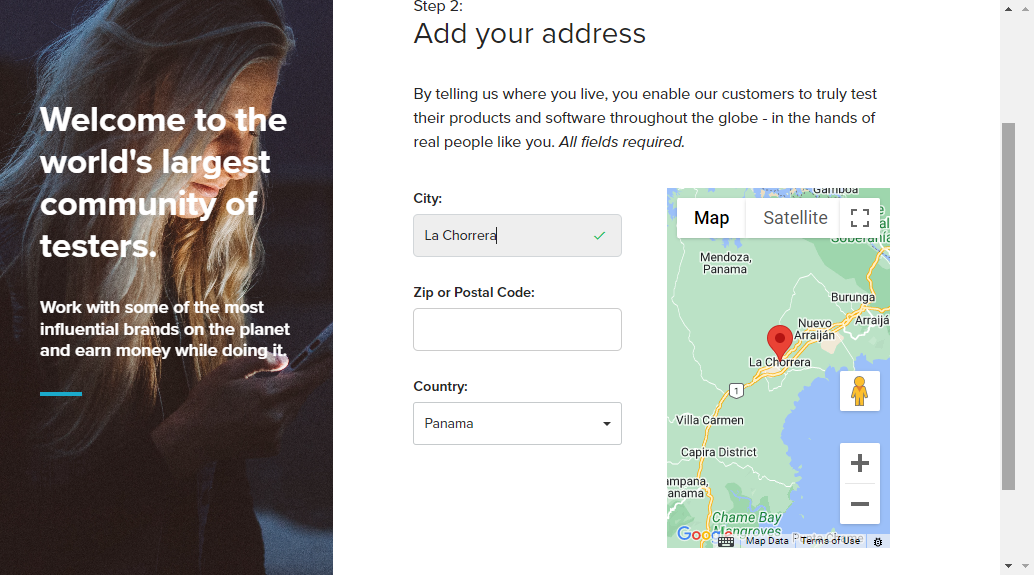 Step 2:
Add your address
Welcome to the
world's largest
community of
testers.
Work with some of the most
influential brands on the planet
and earn money while doing it.
By telling us where you live, you enable our customers to truly test
their products and software throughout the globe - in the hands of
real people like you. All fields required.
City:
La Chorrera
Zip or Postal Code:
Country:
Panama
Gamboa
Map
Satellite
Soberanía
Mendoza,
Panama
Burunga
Nuevo
Arraiján
Arraijá
La Chorrera
1
Villa Carmen
Capira District
ampana,
anama
Chame Bay
Mangroves
Google
Map Data
Terms of Use